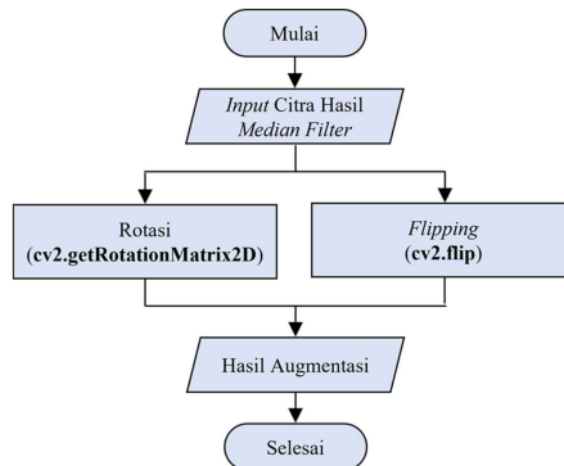 Mulai
Input Citra Hasil
Median Filter
Rotasi
(cv2.getRotationMatrix2D)
Flipping
(cv2.flip)
Hasil Augmentasi
Selesai